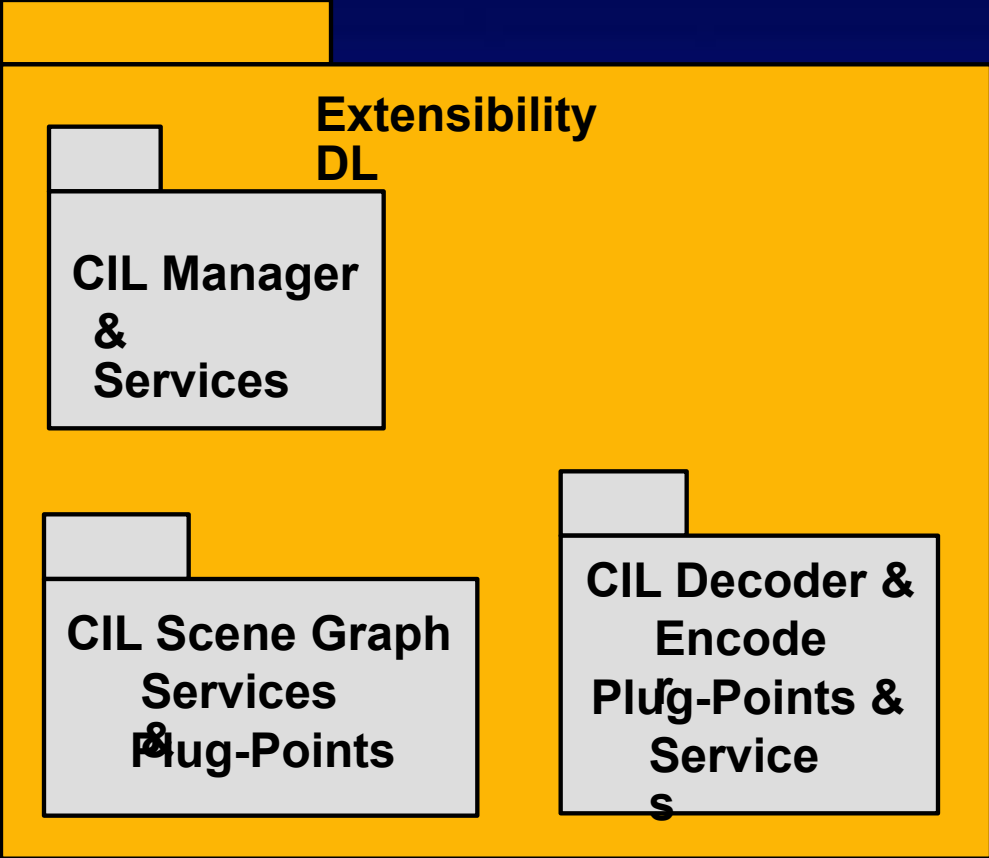 Extensibility
DL
CIL Manager
&
Services
CIL Scene Graph
Services
&
Plug-Points
CIL Decoder &
Encode
r
Plug-Points &
Service
s